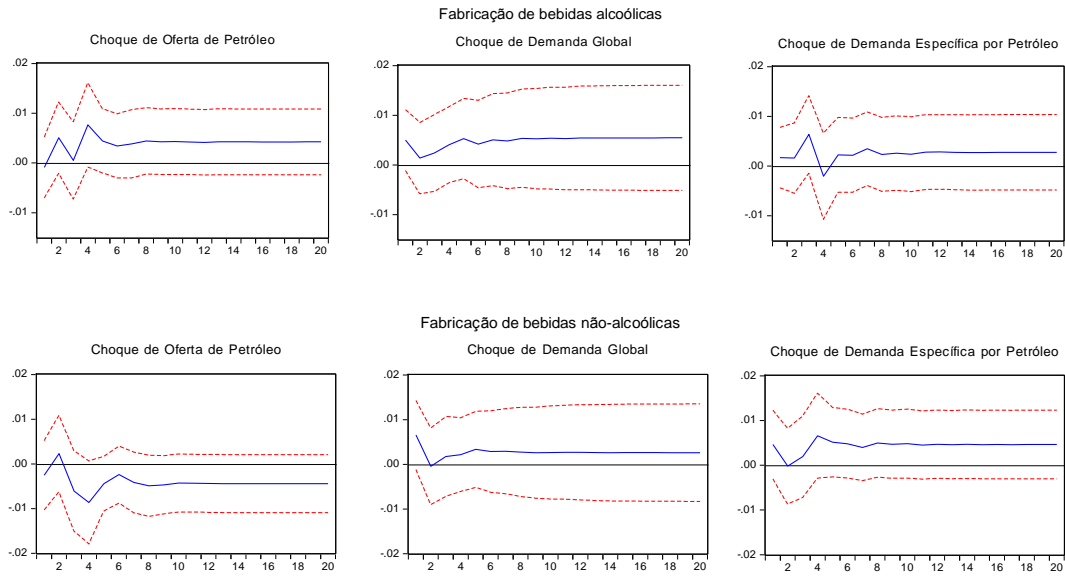 Fabricação de bebidas alcoólicas
Choque de Oferta de Petróleo
Choque de Demanda Global
Choque de Demanda Específica por Petróleo
.02
.01
.00
-.01
2 4 6 8 10 12 14 16 18 20
.02
.01
.00
-.01
2 4 6 8 10 12 14 16 18 20
.02
.01
.00
-.01
2 4 6 8 10 12 14 16 18 20
Fabricação de bebidas não-alcoólicas
Choque de Oferta de Petróleo
Choque de Demanda Global
Choque de Demanda Específica por Petróleo
.02
.01
.00
-.01
-.02
2 4 6 8 10 12 14 16 18 20
.02
.01
.00
-.01
-.02
2 4 6 8 10 12 14 16 18 20
.02
.01
.00
-.01
-.02
2 4 6 8 10 12 14 16 18 20